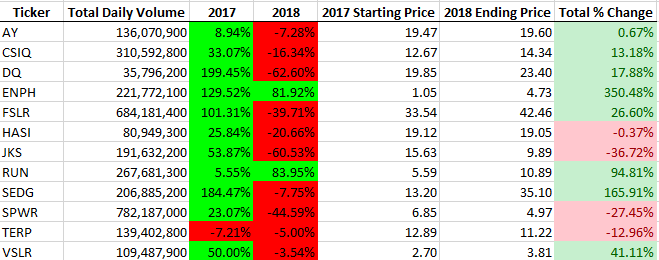 Ticker Total Daily Volume 2017 2018 2017 Starting Price 2018 Ending Price Total % Change
AY 136,070,900 8.94% -7.28% 19.47 19.60 0.67%
CSIQ 310,592,800 33.07% -16.34% 12.67 14.34 13.18%
DQ 35,796,200 199.45% -62.60% 19.85 23.40 17.88%
ENPH 221,772,100 129.52% 81.92% 1.05 4.73 350.48%
FSLR 684,181,400 101.31% -39.71% 33.54 42.46 26.60%
HASI 80,949,300 25.84% -20.66% 19.12 19.05 -0.37%
JKS 191,632,200 53.87% -60.53% 15.63 9.89 -36.72%
RUN 267,681,300 5.55% 83.95% 5.59 10.89 94.81%
SEDG 206,885,200 184.47% -7.75% 13.20 35.10 165.91%
SPWR 782,187,000 23.07% -44.59% 6.85 4.97 -27.45%
TERP 139,402,800 -7.21% -5.00% 12.89 11.22 -12.96%
VSLR 109,487,900 50.00% -3.54% 2.70 3.81 41.11%